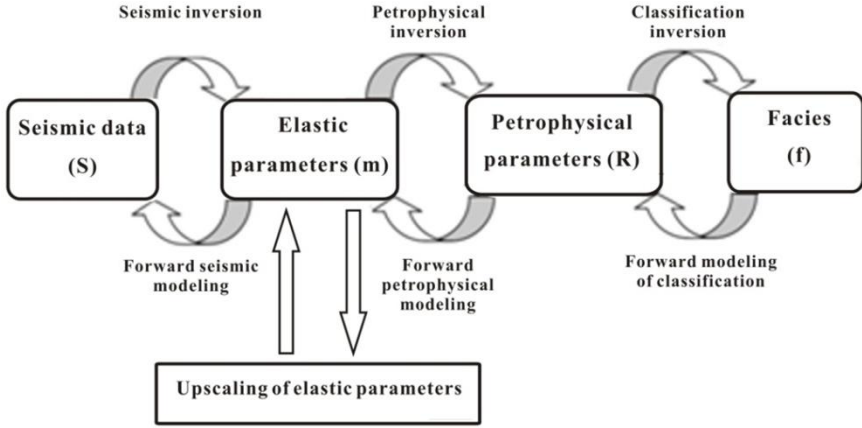 Seismic inversion
Petrophysical
inversion
Classification
inversion
Seismic data
(S)
Elastic
parameters (m)
Petrophysical
parameters (R)
Facies
(f)
Forward seismic
modeling
Forward
petrophysical
modeling
Forward modeling
of classification
Upscaling of elastic parameters